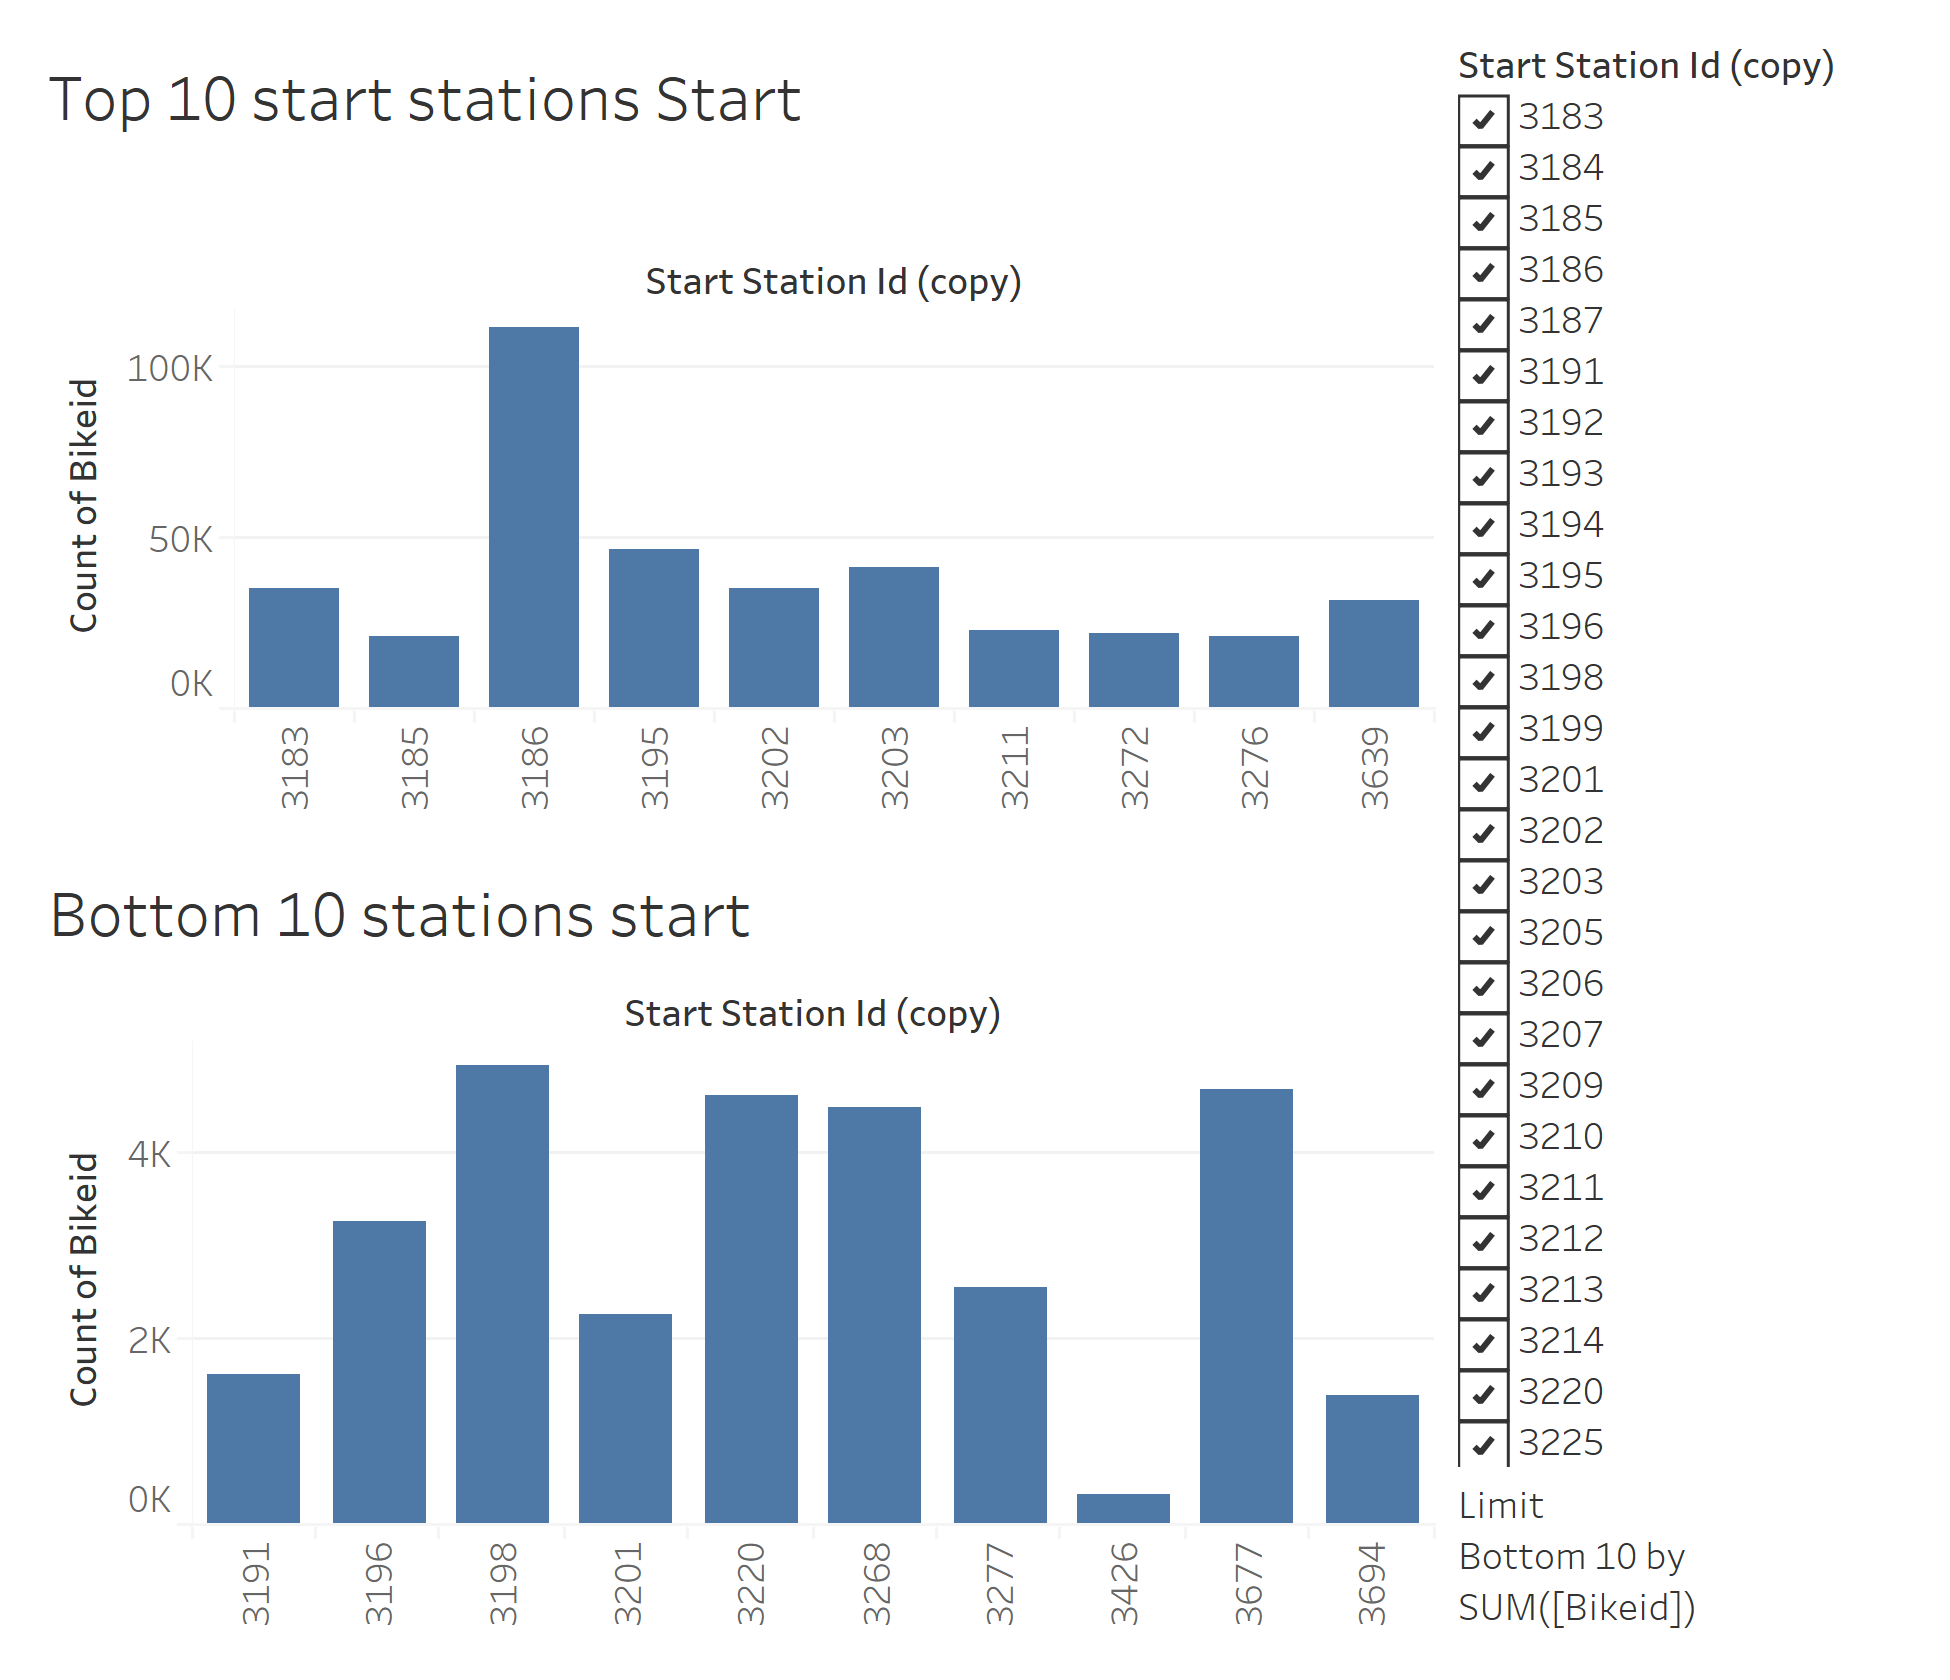 Top 10 start stations Start
Start Station Id (copy)
Count of Bikeid
100K
50K
0K
3183
3185
3186
3195
3202
3203
3211
3272
3276
3639
Bottom 10 stations start
Start Station Id (copy)
Count of Bikeid
4K
2K
0K
3191
3196
3198
3201
3220
3268
3277
3426
3677
3694
Start Station Id (copy)
3183
3184
3185
3186
3187
3191
3192
3193
3194
3195
3196
3198
3199
3201
3202
3203
3205
3206
3207
3209
3210
3211
3212
3213
3214
3220
3225
Limit
Bottom 10 by
SUM([Bikeid])